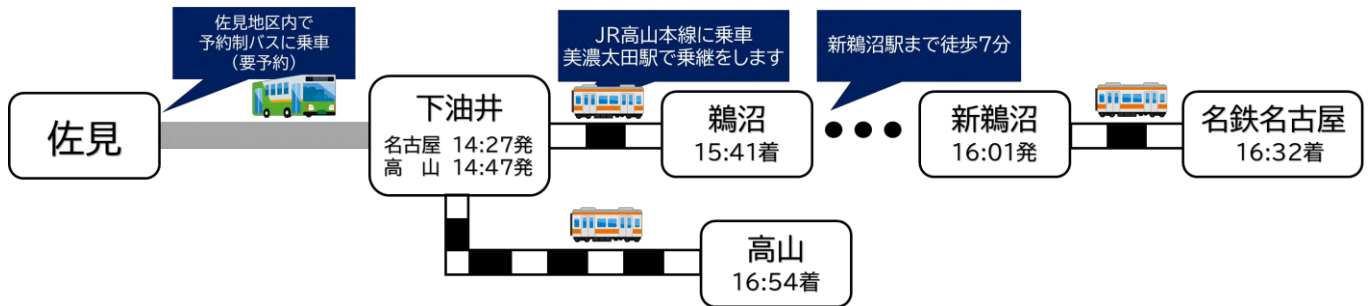 佐見地区内で
予約制バスに乗車
（要予約）
JR高山本線に乗車
美濃太田駅で乗継をします
新鵜沼駅まで徒歩7分
佐見
下油井
名古屋 14:27発
高　山 14:47発
鵜沼
15:41着
新鵜沼
16:01発
名鉄名古屋
16:32着
高山
16:54着